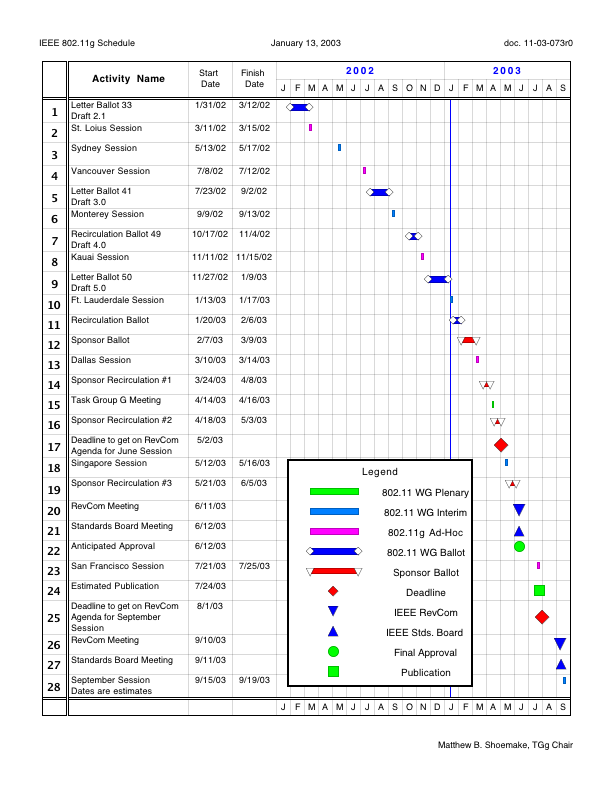 IEEE 802.11g Schedule January 13, 2003 doc. 11-03-073r0
Activity Name Start Date Finish Date 2002 2003
J F M A M J J A S O N D J F M A M J J A S
1 Letter Ballot 33 1/31/02 3/12/02
Draft 2.1
2 St. Loius Session 3/11/02 3/15/02
3 Sydney Session 5/13/02 5/17/02
4 Vancouver Session 7/8/02 7/12/02
5 Letter Ballot 41 7/23/02 9/2/02
Draft 3.0
6 Monterey Session 9/9/02 9/13/02
7 Recirculation Ballot 49 10/17/02 11/4/02
Draft 4.0
8 Kauai Session 11/11/02 11/15/02
9 Letter Ballot 50 11/27/02 1/9/03
Draft 5.0
10 Ft. Lauderdale Session 1/13/03 1/17/03
11 Recirculation Ballot 1/20/03 2/6/03
12 Sponsor Ballot 2/7/03 3/9/03
13 Dallas Session 3/10/03 3/14/03
14 Sponsor Recirculation #1 3/24/03 4/8/03
15 Task Group G Meeting 4/14/03 4/16/03
16 Sponsor Recirculation #2 4/18/03 5/3/03
17 Deadline to get on RevCom 5/2/03
Agenda for June Session
18 Singapore Session 5/12/03 5/16/03
19 Sponsor Recirculation #3 5/21/03 6/5/03
20 RevCom Meeting 6/11/03
21 Standards Board Meeting 6/12/03
22 Anticipated Approval 6/12/03
23 San Francisco Session 7/21/03 7/25/03
24 Estimated Publication 7/24/03
25 Deadline to get on RevCom 8/1/03
Agenda for September
Session
26 RevCom Meeting 9/10/03
27 Standards Board Meeting 9/11/03
28 September Session 9/15/03 9/19/03
Dates are estimates
Legend
802.11 WG Plenary
802.11 WG Interim
802.11g Ad-Hoc
802.11 WG Ballot
Sponsor Ballot
Deadline
IEEE RevCom
IEEE Stds. Board
Final Approval
Publication
J F M A M J J A S O N D J F M A M J J A S
Matthew B. Shoemake, TGg Chair